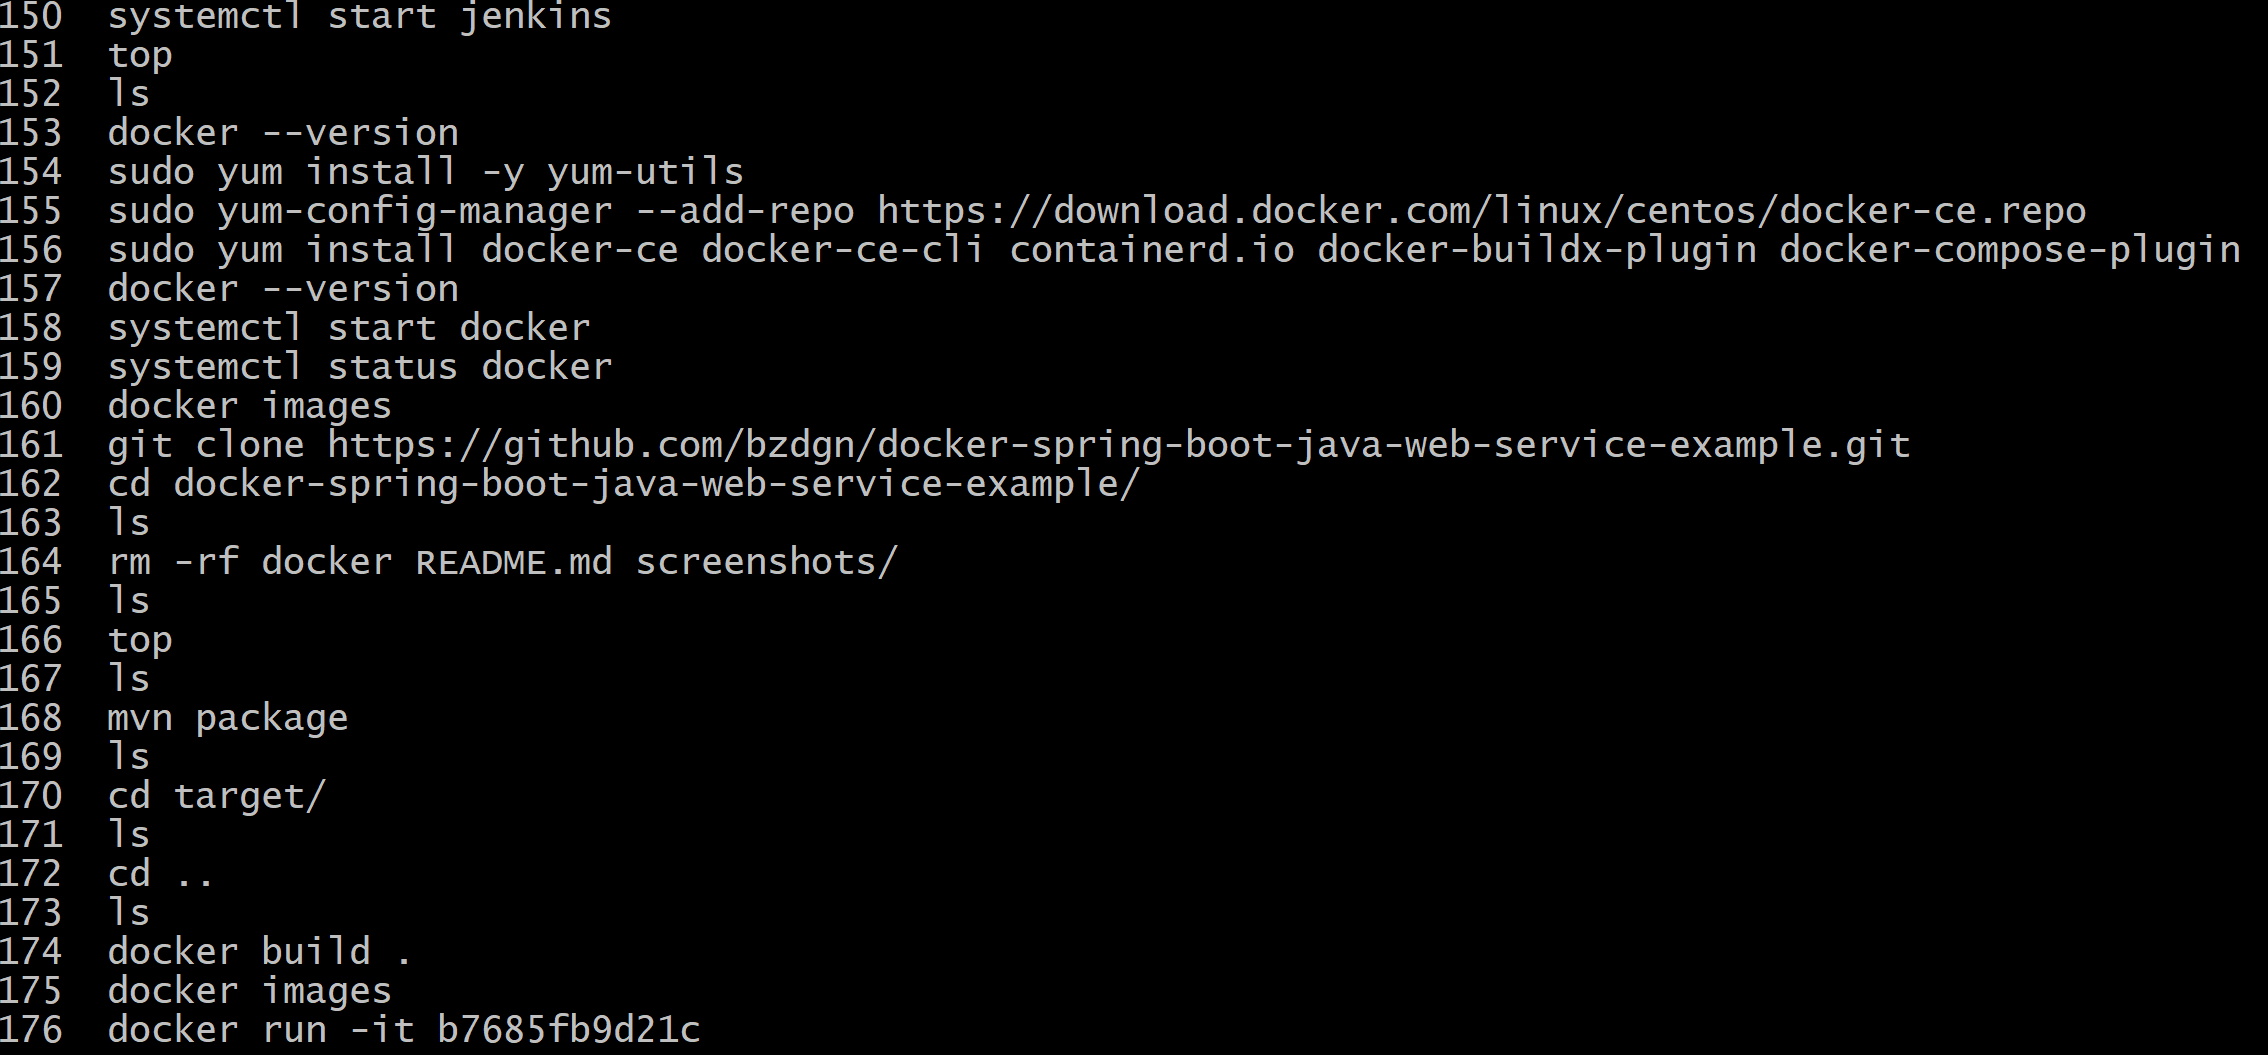 150  systemctl start jenkins
151  top
152  ls
153  docker --version
154  sudo yum install -y yum-utils
155  sudo yum-config-manager --add-repo https://download.docker.com/linux/centos/docker-ce.repo
156  sudo yum install docker-ce docker-ce-cli containerd.io docker-buildx-plugin docker-compose-plugin
157  docker --version
158  systemctl start docker
159  systemctl status docker
160  docker images
161  git clone https://github.com/bzdgn/docker-spring-boot-java-web-service-example.git
162  cd docker-spring-boot-java-web-service-example/
163  ls
164  rm -rf docker README.md screenshots/
165  ls
166  top
167  ls
168  mvn package
169  ls
170  cd target/
171  ls
172  cd ..
173  ls
174  docker build .
175  docker images
176  docker run -it b7685fb9d21c